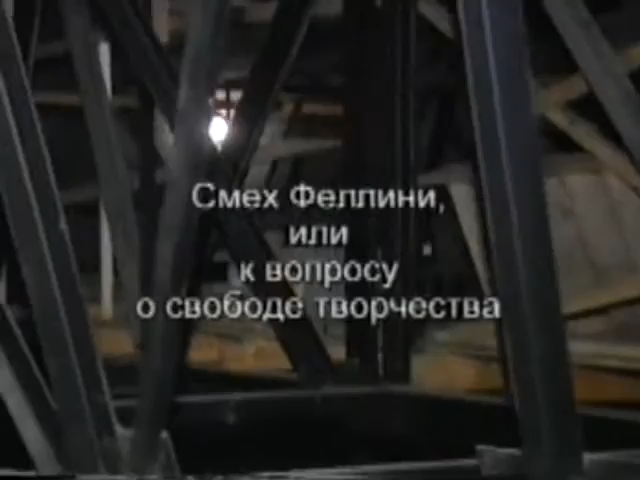 Смех Феллини,
или
к вопросу
о свободе творчества